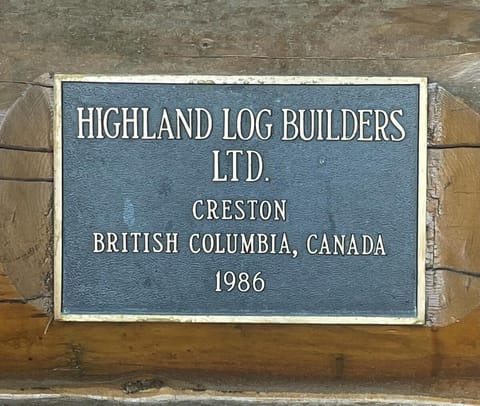 HIGHLAND LOG BUILDERS
LTD.
CRESTON
BRITISH COLUMBIA, CANADA
1986